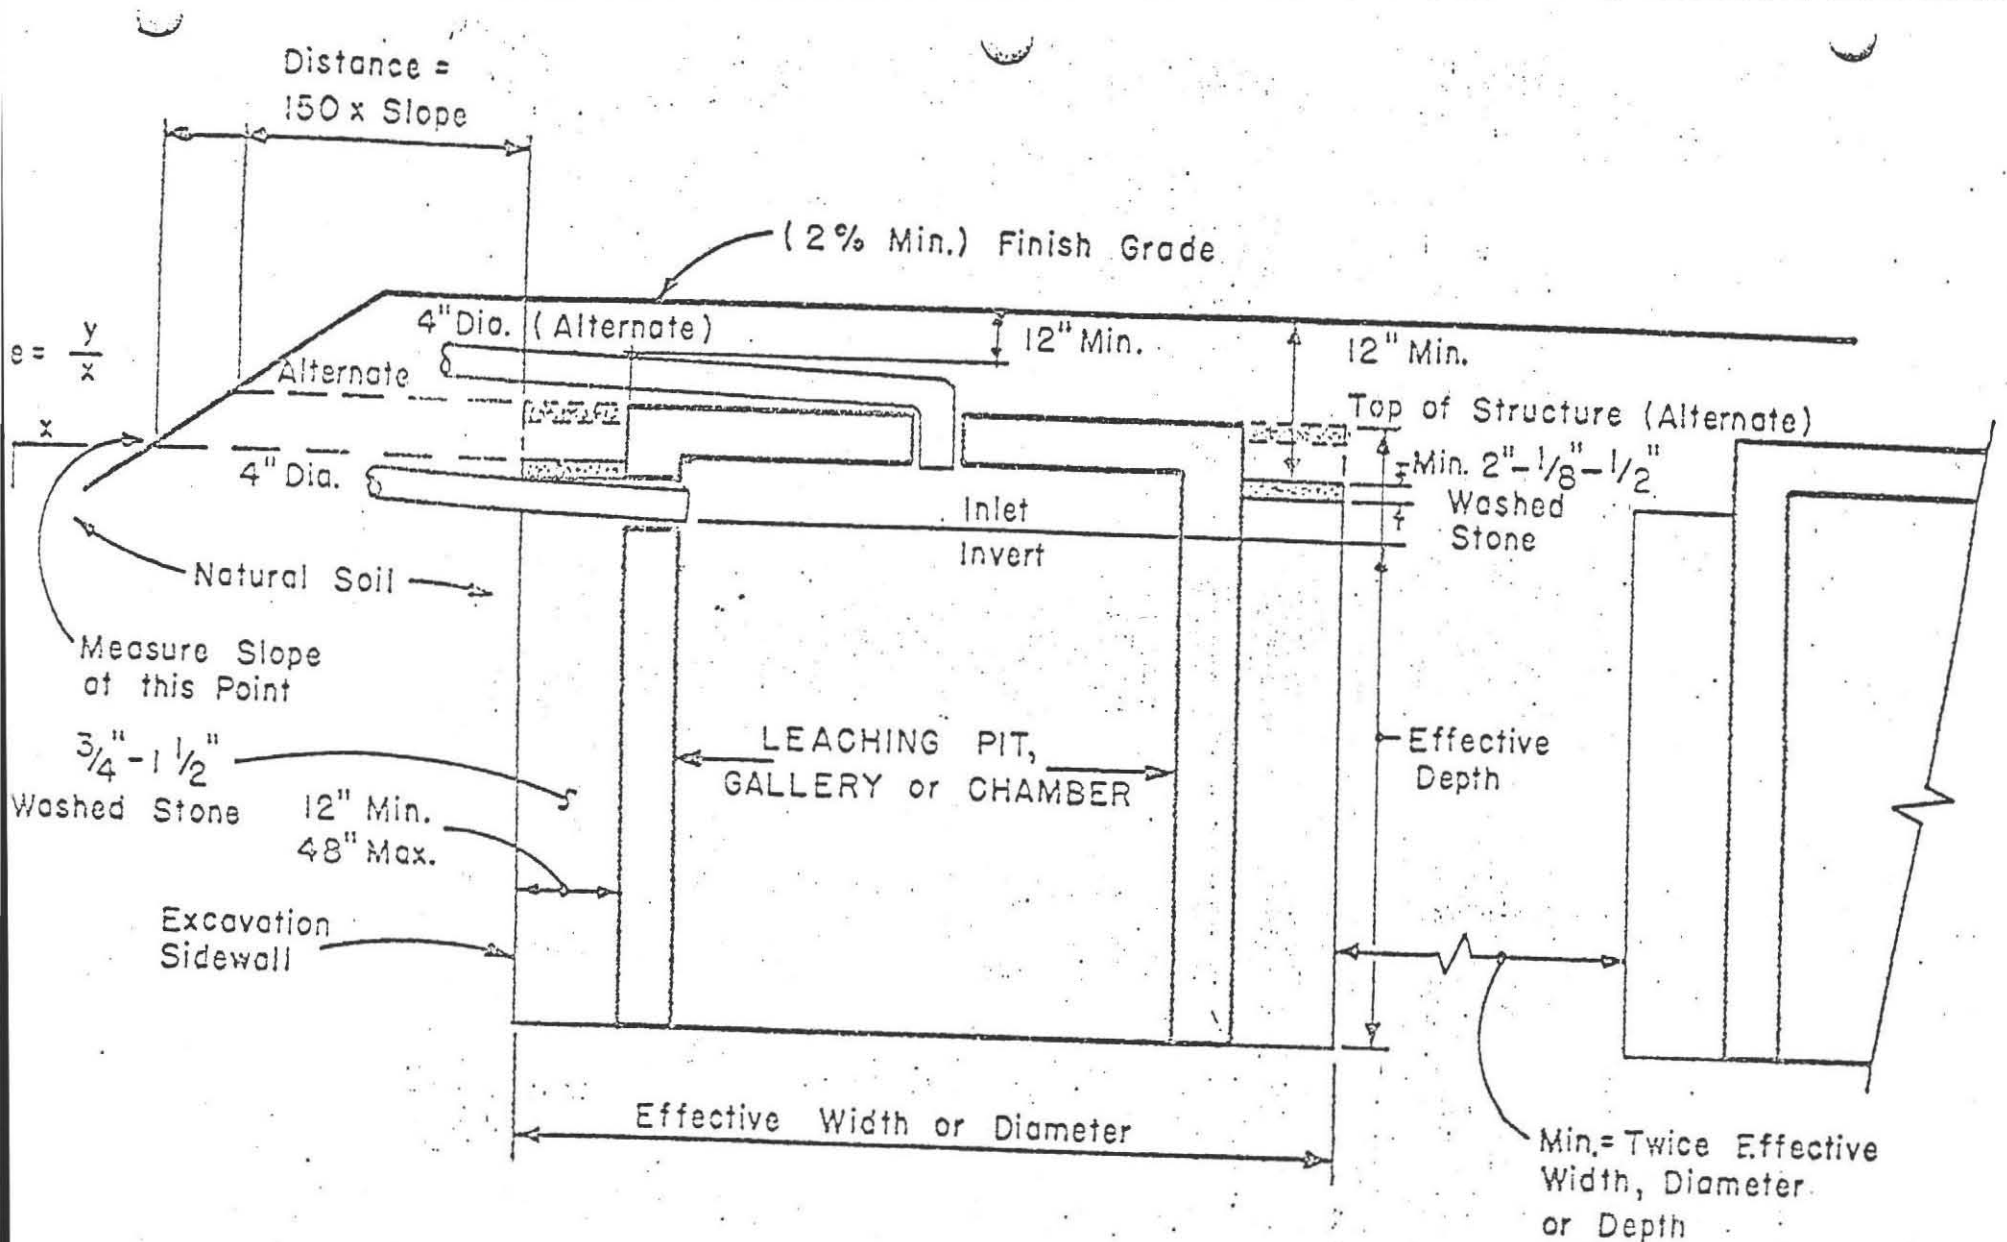 Distance =
150 x Slope
(2% Min.) Finish Grade
4" Dia. (Alternate)
12" Min.
12" Min.
e = y
x
Alternate
x
4" Dia.
Top of Structure (Alternate)
Min. 2"-1/8"-1/2"
Washed
Stone
Inlet
Invert
Natural Soil
Measure Slope
at this Point
3/4"-1 1/2"
Washed Stone
12" Min.
48" Max.
LEACHING PIT,
GALLERY or CHAMBER
Effective
Depth
Excavation
Sidewall
Effective Width or Diameter
Min.= Twice Effective
Width, Diameter
or Depth